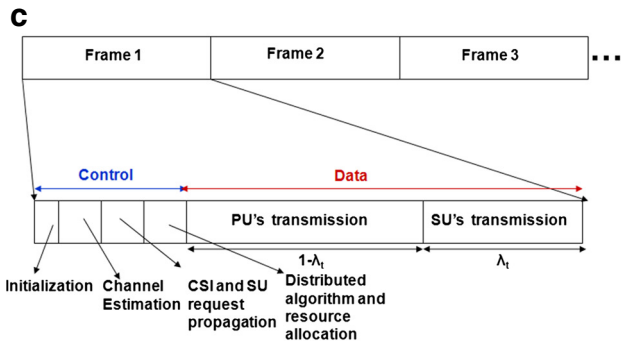 c
Frame 1 Frame 2 Frame 3 ...
Control Data
PU's transmission SU's transmission
1-λt λt
Initialization Channel Estimation CSI and SU request propagation Distributed algorithm and resource allocation